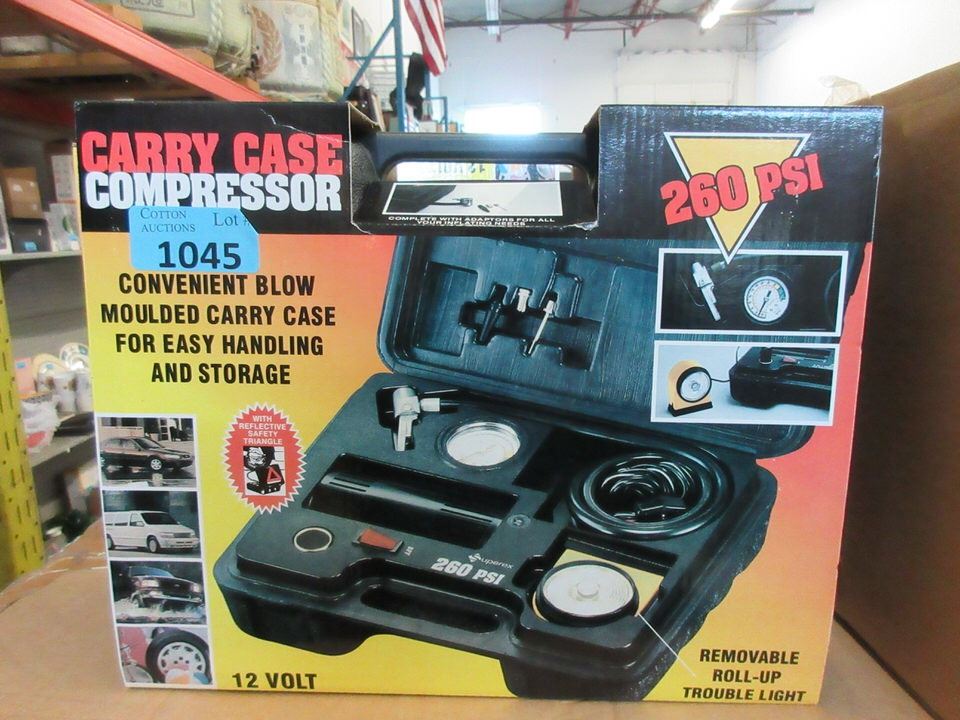 CARRY CASE
COMPRESSOR
COTTON
AUCTIONS
Lot #
1045
COMPLETE WITH ADAPTORS FOR ALL
YOUR INFLATING NEEDS
260 PSI
CONVENIENT BLOW
MOULDED CARRY CASE
FOR EASY HANDLING
AND STORAGE
WITH
REFLECTIVE
SAFETY
TRIANGLE
Superex
260 PSI
12 VOLT
REMOVABLE
ROLL-UP
TROUBLE LIGHT